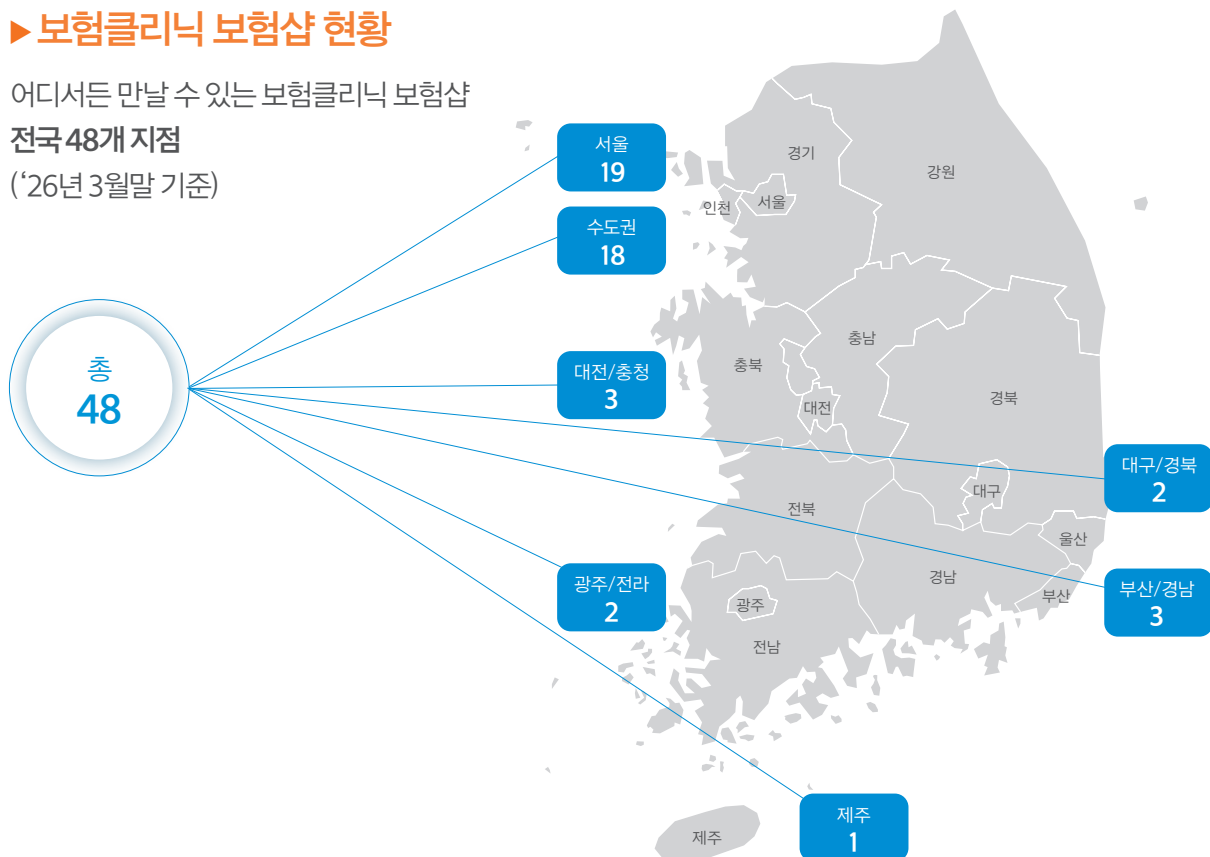 ▶ 보험클리닉 보험샵 현황
어디서든 만날 수 있는 보험클리닉 보험샵
전국 48개 지점
(‘26년 3월말 기준)
총
48
서울
19
수도권
18
대전/충청
3
대구/경북
2
광주/전라
2
부산/경남
3
제주
1
경기
강원
인천
서울
충남
충북
대전
경북
대구
전북
울산
경남
부산
광주
전남
제주